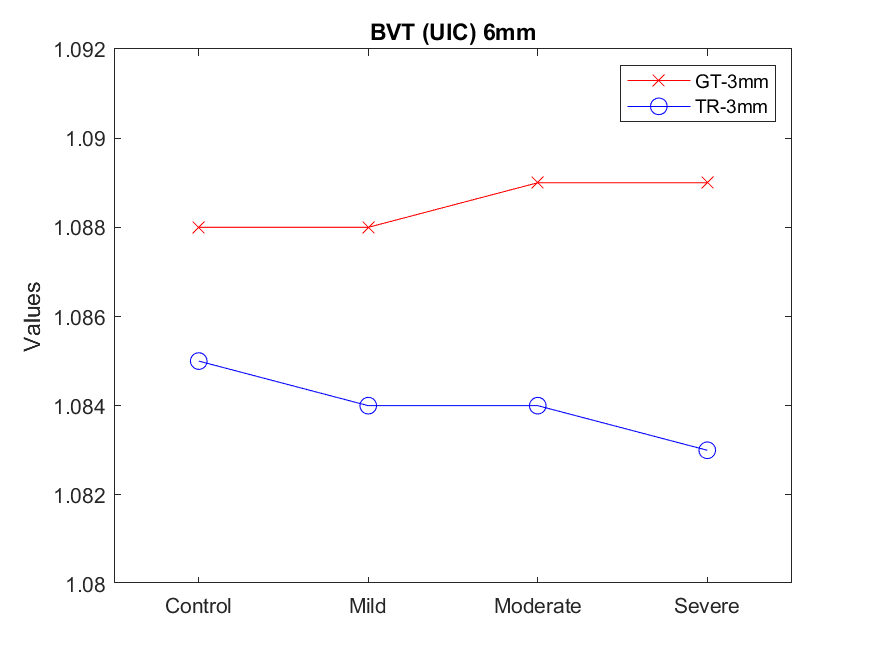 BVT (UIC) 6mm
1.092
1.09
1.088
1.086
1.084
1.082
1.08
Values
GT-3mm
TR-3mm
Control
Mild
Moderate
Severe